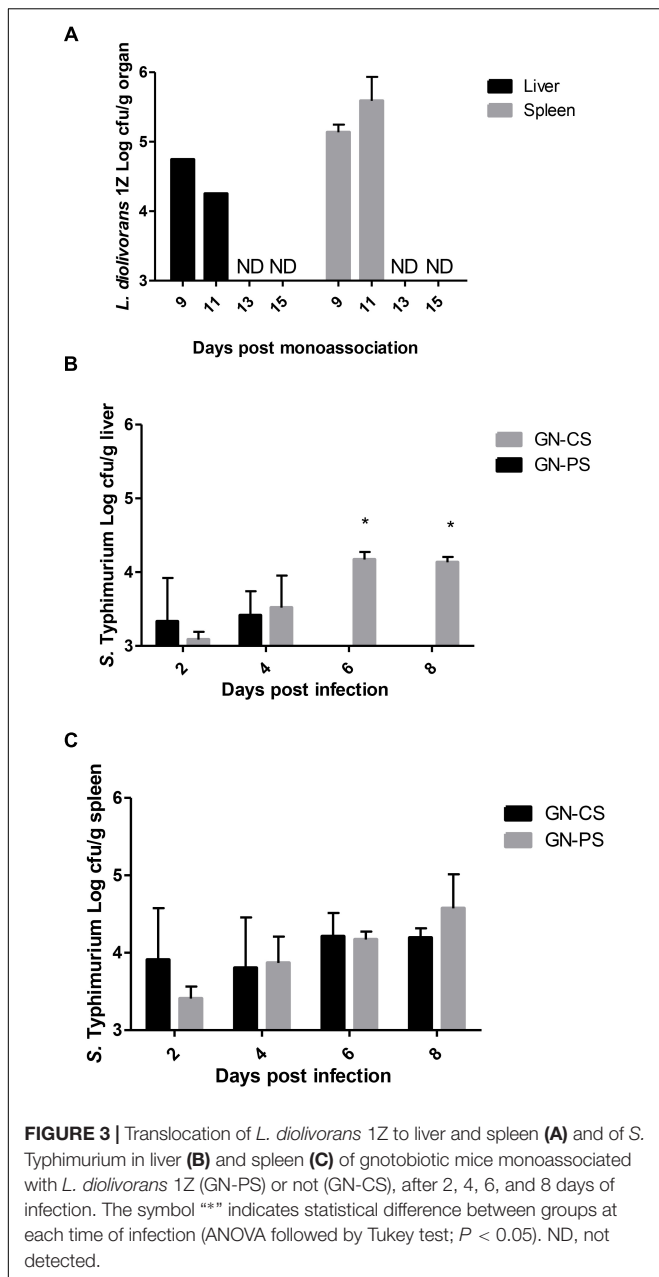 A
L. diolivorans 1Z Log cfu/g organ
6
5
4
3
ND ND
ND ND
9 11 13 15 9 11 13 15
Days post monoassociation
Liver
Spleen
B
S. Typhimurium Log cfu/g liver
6
5
4
3
* *
2 4 6 8
Days post infection
GN-CS
GN-PS
C
S. Typhimurium Log cfu/g spleen
6
5
4
3
2 4 6 8
Days post infection
GN-CS
GN-PS
FIGURE 3 | Translocation of L. diolivorans 1Z to liver and spleen (A) and of S.
Typhimurium in liver (B) and spleen (C) of gnotobiotic mice monoassociated
with L. diolivorans 1Z (GN-PS) or not (GN-CS), after 2, 4, 6, and 8 days of
infection. The symbol “*” indicates statistical difference between groups at
each time of infection (ANOVA followed by Tukey test; P < 0.05). ND, not
detected.